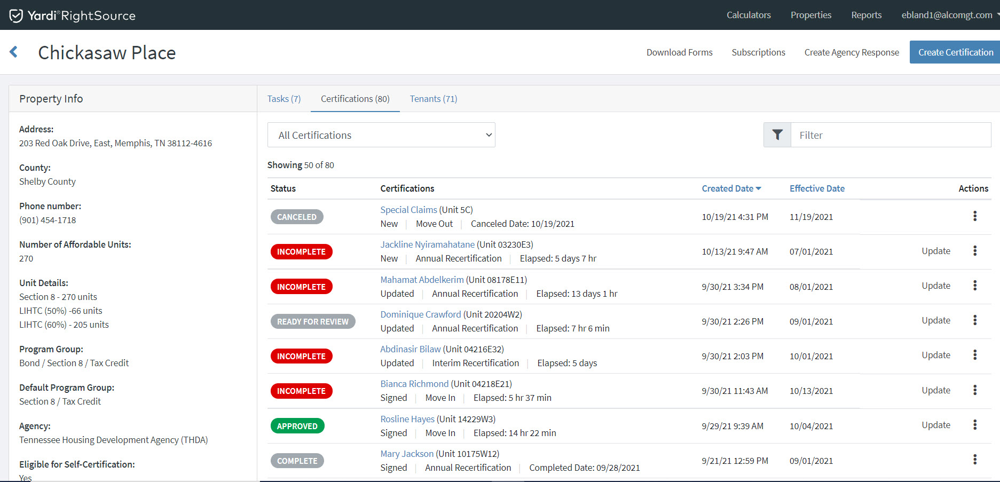 Yardi® RightSource
Calculators Properties Reports ebland1@alcomgt.com
Chickasaw Place
Download Forms Subscriptions Create Agency Response Create Certification
Property Info
Address:
203 Red Oak Drive, East, Memphis, TN 38112-4616
County:
Shelby County
Phone number:
(901) 454-1718
Number of Affordable Units:
270
Unit Details:
Section 8 - 270 units
LIHTC (50%) -66 units
LIHTC (60%) - 205 units
Program Group:
Bond / Section 8 / Tax Credit
Default Program Group:
Section 8 / Tax Credit
Agency:
Tennessee Housing Development Agency (THDA)
Eligible for Self-Certification:
Yes
Tasks (7) Certifications (80) Tenants (71)
All Certifications
Filter
Showing 50 of 80
Status Certifications Created Date Effective Date Actions
CANCELED Special Claims (Unit 5C) 10/19/21 4:31 PM 11/19/2021
New | Move Out | Canceled Date: 10/19/2021
INCOMPLETE Jackline Nyiramahatane (Unit 03230E3) 10/13/21 9:47 AM 07/01/2021 Update
New | Annual Recertification | Elapsed: 5 days 7 hr
INCOMPLETE Mahamat Abdelkerim (Unit 08178E11) 9/30/21 3:34 PM 08/01/2021 Update
Updated | Annual Recertification | Elapsed: 13 days 1 hr
READY FOR REVIEW Dominique Crawford (Unit 20204W2) 9/30/21 2:26 PM 09/01/2021 Update
Updated | Annual Recertification | Elapsed: 7 hr 6 min
INCOMPLETE Abdinasir Bilaw (Unit 04216E32) 9/30/21 2:03 PM 10/01/2021 Update
Updated | Interim Recertification | Elapsed: 5 days
INCOMPLETE Bianca Richmond (Unit 04218E21) 9/30/21 11:43 AM 10/13/2021 Update
Signed | Move In | Elapsed: 5 hr 37 min
APPROVED Rosline Hayes (Unit 14229W3) 9/29/21 9:39 AM 10/04/2021 Update
Signed | Move In | Elapsed: 14 hr 22 min
COMPLETE Mary Jackson (Unit 10175W12) 9/21/21 12:59 PM 09/01/2021
Signed | Annual Recertification | Completed Date: 09/28/2021